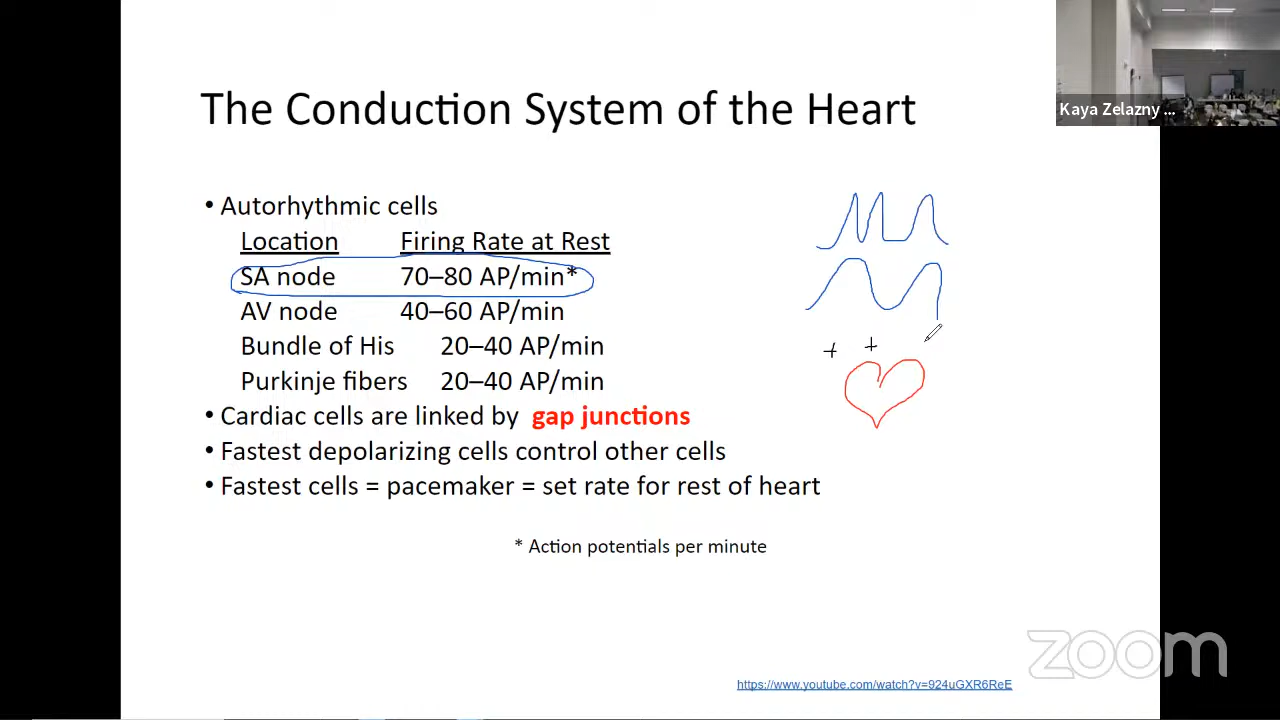 The Conduction System of the Heart
Kaya Zelazny ...
• Autorhythmic cells
Location Firing Rate at Rest
SA node 70–80 AP/min*
AV node 40–60 AP/min
Bundle of His 20–40 AP/min
Purkinje fibers 20–40 AP/min
• Cardiac cells are linked by gap junctions
• Fastest depolarizing cells control other cells
• Fastest cells = pacemaker = set rate for rest of heart
+ +
* Action potentials per minute
zoom
https://www.youtube.com/watch?v=924uGXR6ReE